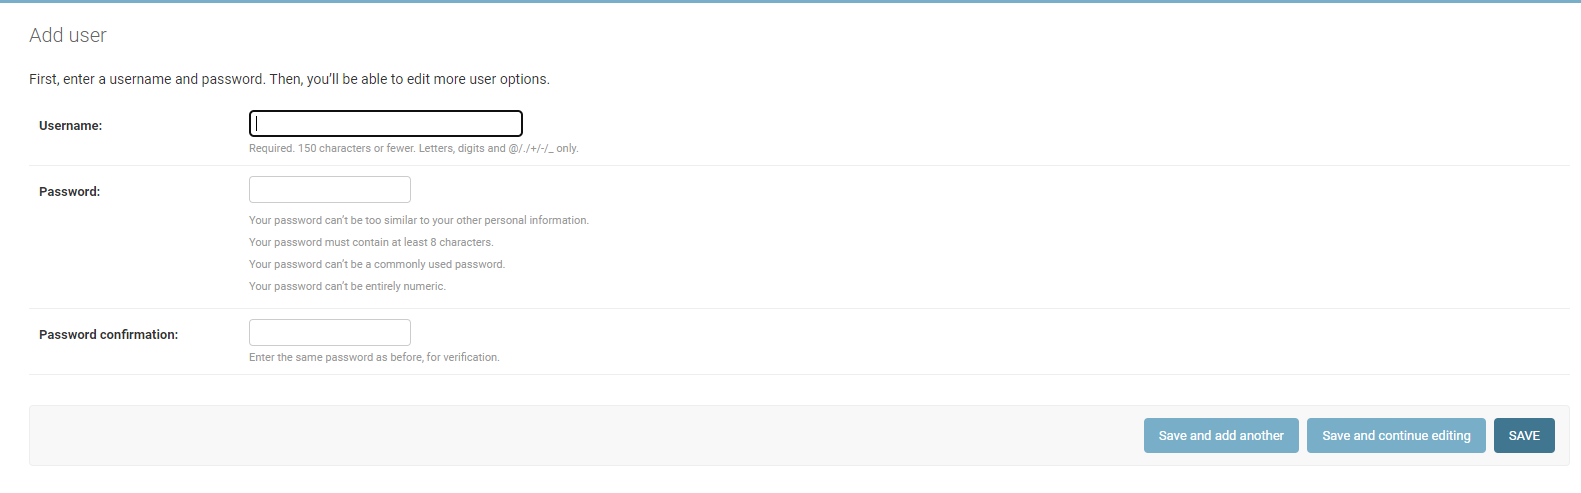 Add user
First, enter a username and password. Then, you’ll be able to edit more user options.
Username:
Required. 150 characters or fewer. Letters, digits and @/./+/-/_ only.
Password:
Your password can’t be too similar to your other personal information.
Your password must contain at least 8 characters.
Your password can’t be a commonly used password.
Your password can’t be entirely numeric.
Password confirmation:
Enter the same password as before, for verification.
Save and add another Save and continue editing SAVE